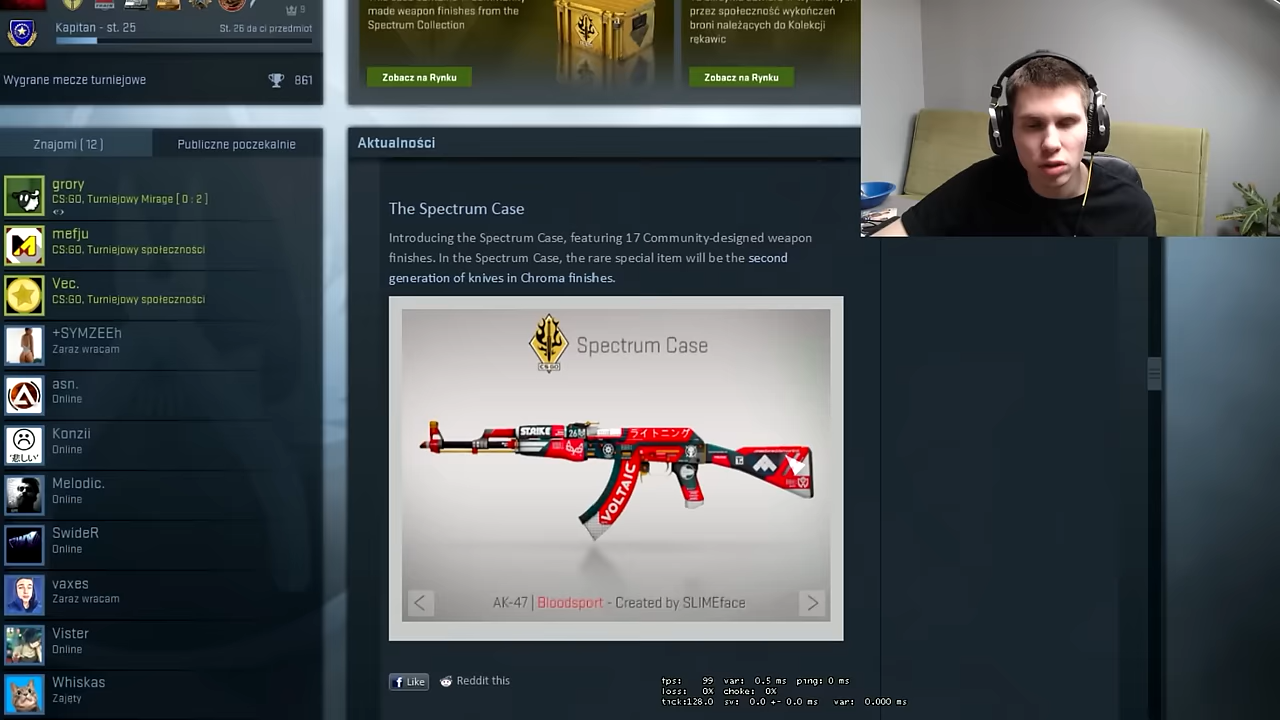 9
Kapitan - st. 25
St. 26 da ci przedmiot
Wygrane mecze turniejowe
861
made weapon finishes from the
Spectrum Collection
Zobacz na Rynku
przez społeczność wykończeń
broni należących do Kolekcji
rękawic
Zobacz na Rynku
Znajomi [ 12 ]
Publiczne poczekalnie
Aktualności
grory
CS:GO, Turniejowy Mirage [ 0 : 2 ]
mefju
CS:GO, Turniejowy społeczności
Vec.
CS:GO, Turniejowy społeczności
+SYMZEEh
Zaraz wracam
asn.
Online
Konzii
Online
Melodic.
Online
SwideR
Online
vaxes
Zaraz wracam
Vister
Online
Whiskas
Zajęty
The Spectrum Case
Introducing the Spectrum Case, featuring 17 Community-designed weapon
finishes. In the Spectrum Case, the rare special item will be the second
generation of knives in Chroma finishes.
Spectrum Case
CS:GO
STRIKE
ライトニング
VOLTAIC
AK-47 | Bloodsport - Created by SLIMEface
Like
Reddit this
fps: 99 var: 0.5 ms ping: 0 ms
loss: 0% choke: 0%
tick:128.0 sv: 0.0 +- 0.0 ms var: 0.000 ms